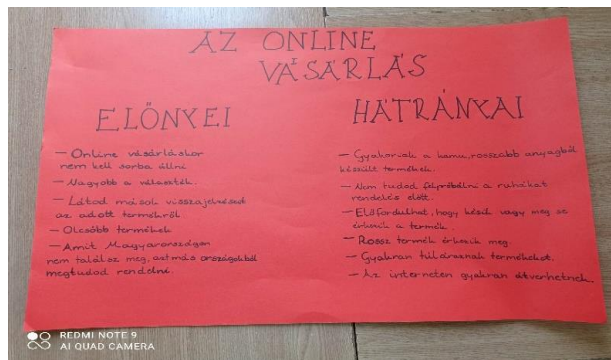 AZ ONLINE
VÁSÁRLÁS
ELŐNYEI
- Online vásárláskor
nem kell sorba állni
- Nagyobb a választék.
- Látod mások visszajelzéseit
az adott termékről
- Olcsóbb termékek
- Amit Magyarországon
nem találsz meg, azt más országokból
megtudod rendelni.
HÁTRÁNYAI
- Gyakoriak a hamu, rosszabb anyagból
készült termékek.
- Nem tudod felpróbálni a ruhákat
rendelés előtt.
- Előfordulhat, hogy késik vagy meg se
érkezik a termék.
- Rossz termék érkezik meg.
- Gyakran túláraznak termékeket.
- Az interneten gyakran átverhetnek.
REDMI NOTE 9
AI QUAD CAMERA